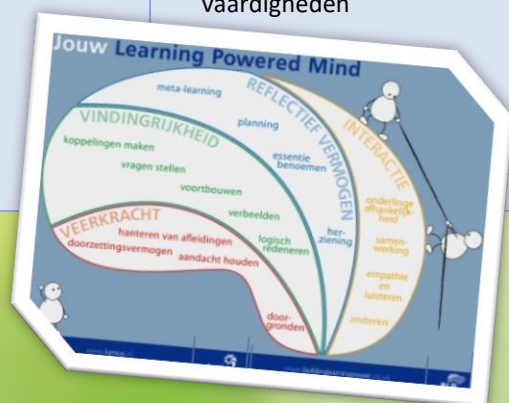 vaardigheden
Jouw Learning Powered Mind
meta-learning
planning
essentie
benoemen
her-
ziening
REFLECTIEF VERMOGEN
VINDINGRIJKHEID
koppelingen maken
vragen stellen
voortbouwen
verbeelden
logisch
redeneren
VEERKRACHT
hanteren van afleidingen
doorzettingsvermogen
aandacht houden
door-
gronden
INTERACTIE
onderlinge
afhankelijk-
heid
samen-
werking
empathie
en
luisteren
imiteren